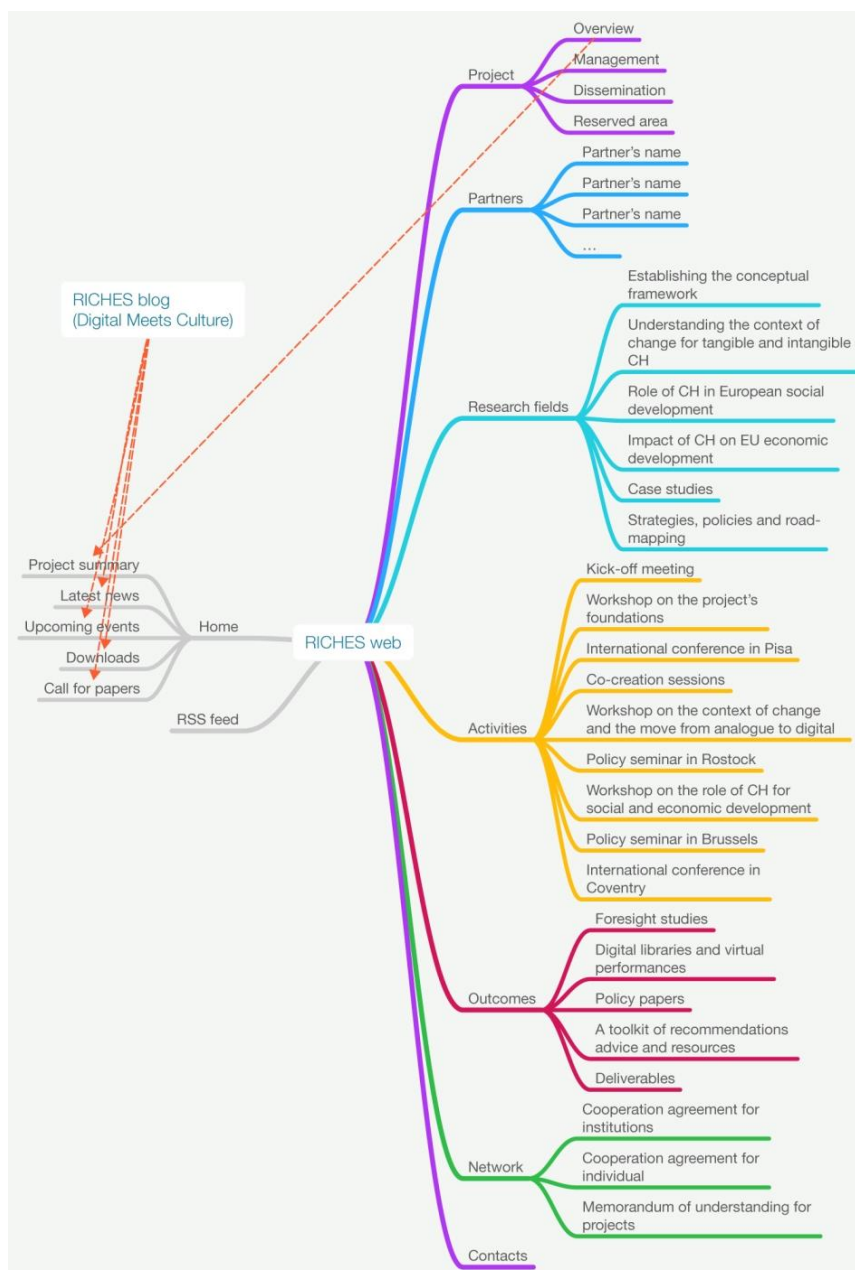 Overview
Management
Project
Dissemination
Reserved area
Partner's name
Partner's name
Partners
Partner's name
...
RICHES blog
(Digital Meets Culture)
Establishing the conceptual
framework
Understanding the context of
change for tangible and intangible
CH
Research fields
Role of CH in European social
development
Impact of CH on EU economic
development
Case studies
Strategies, policies and road-
mapping
Project summary
Latest news
Upcoming events
Downloads
Call for papers
Home
RSS feed
RICHES web
Kick-off meeting
Workshop on the project's
foundations
International conference in Pisa
Co-creation sessions
Activities
Workshop on the context of change
and the move from analogue to digital
Policy seminar in Rostock
Workshop on the role of CH for
social and economic development
Policy seminar in Brussels
International conference in
Coventry
Foresight studies
Digital libraries and virtual
performances
Outcomes
Policy papers
A toolkit of recommendations
advice and resources
Deliverables
Cooperation agreement for
institutions
Network
Cooperation agreement for
individual
Memorandum of understanding for
projects
Contacts